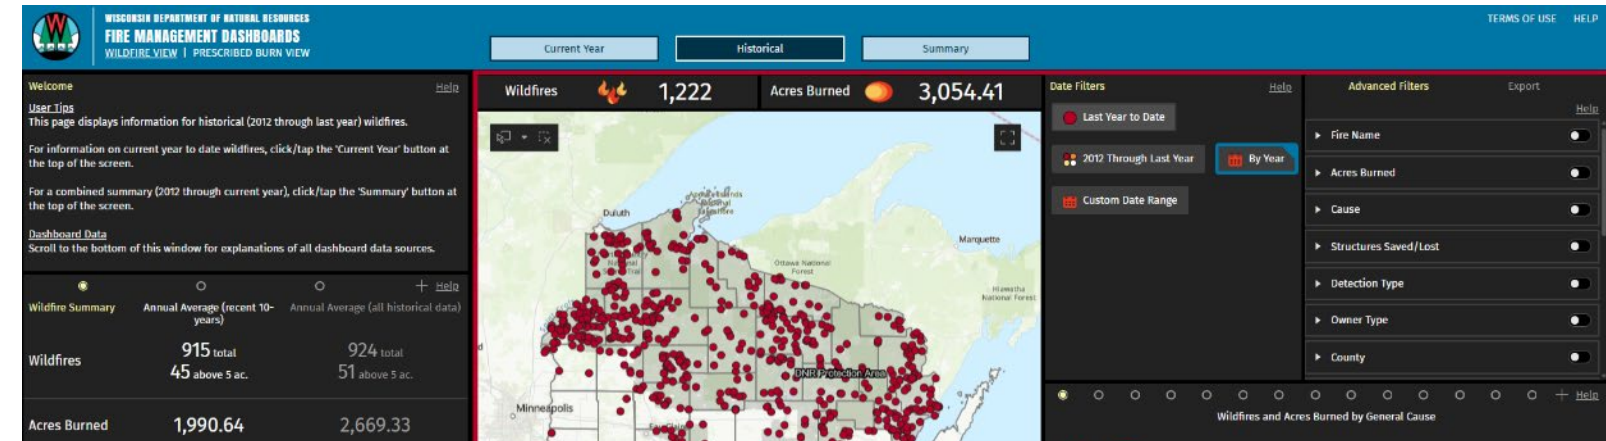 WISCONSIN DEPARTMENT OF NATURAL RESOURCES
FIRE MANAGEMENT DASHBOARDS
WILDFIRE VIEW | PRESCRIBED BURN VIEW
Current Year
Historical
Summary
TERMS OF USE HELP
Welcome Help
User Tips
This page displays information for historical (2012 through last year) wildfires.
For information on current year to date wildfires, click/tap the 'Current Year' button at
the top of the screen.
For a combined summary (2012 through current year), click/tap the 'Summary' button at
the top of the screen.
Dashboard Data
Scroll to the bottom of this window for explanations of all dashboard data sources.
Help
Wildfire Summary
Annual Average (recent 10-
years)
Annual Average (all historical data)
Wildfires
915 total
45 above 5 ac.
924 total
51 above 5 ac.
Acres Burned 1,990.64 2,669.33
Wildfires 1,222 Acres Burned 3,054.41
Duluth
Marquette
Ottawa National
Forest
Hiawatha
National Forest
DNR Protection Area
Minneapolis
Date Filters Help
Last Year to Date
2012 Through Last Year
By Year
Custom Date Range
Advanced Filters Export
Help
Fire Name
Acres Burned
Cause
Structures Saved/Lost
Detection Type
Owner Type
County
Help
Wildfires and Acres Burned by General Cause